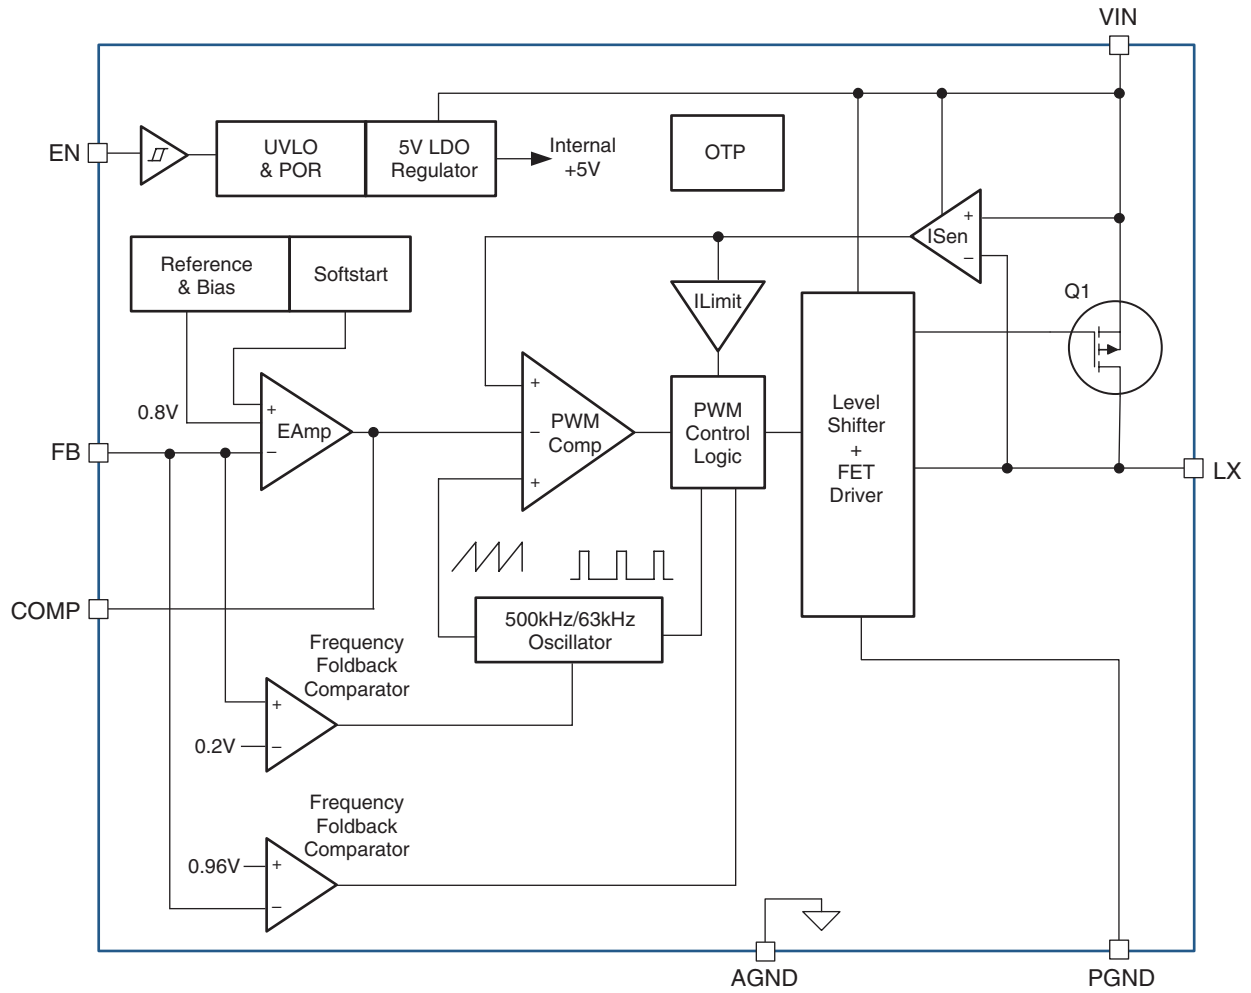 VIN
EN
UVLO
& POR
5V LDO
Regulator
Internal
+5V
OTP
Reference
& Bias
Softstart
+
ISen
–
ILimit
Q1
0.8V
+
EAmp
–
FB
+
–
PWM
Comp
+
PWM
Control
Logic
Level
Shifter
+
FET
Driver
LX
COMP
500kHz/63kHz
Oscillator
Frequency
Foldback
Comparator
+
0.2V
–
Frequency
Foldback
Comparator
0.96V
+
–
AGND
PGND